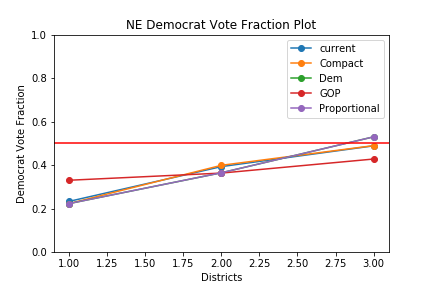 NE Democrat Vote Fraction Plot
1.0
0.8
0.6
0.4
0.2
0.0
Democrat Vote Fraction
current
Compact
Dem
GOP
Proportional
1.00 1.25 1.50 1.75 2.00 2.25 2.50 2.75 3.00
Districts